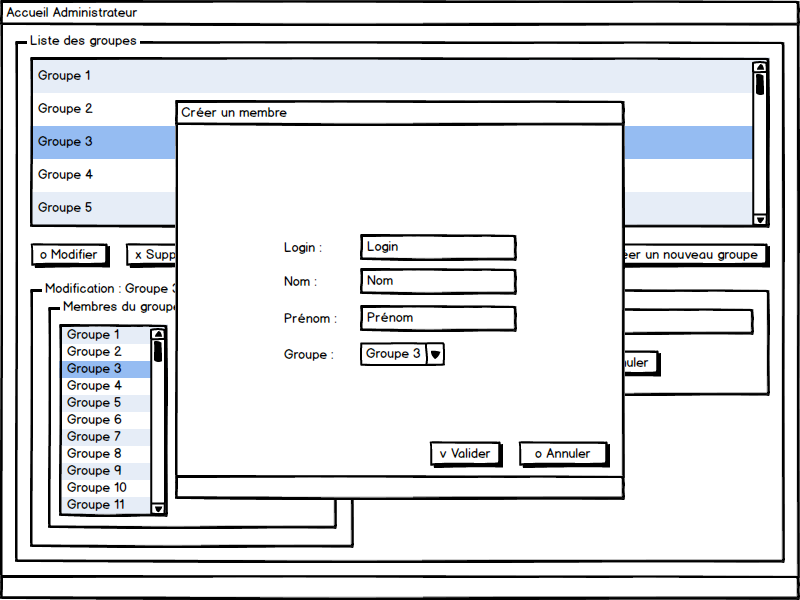 Accueil Administrateur
Liste des groupes
Groupe 1
Groupe 2
Groupe 3
Groupe 4
Groupe 5
o Modifier
x Supp
er un nouveau groupe
Créer un membre
Login :
Login
Nom :
Nom
Prénom :
Prénom
Groupe :
Groupe 3
v Valider
o Annuler
Modification : Groupe 3
Membres du groupe
Groupe 1
Groupe 2
Groupe 3
Groupe 4
Groupe 5
Groupe 6
Groupe 7
Groupe 8
Groupe 9
Groupe 10
Groupe 11
nuler